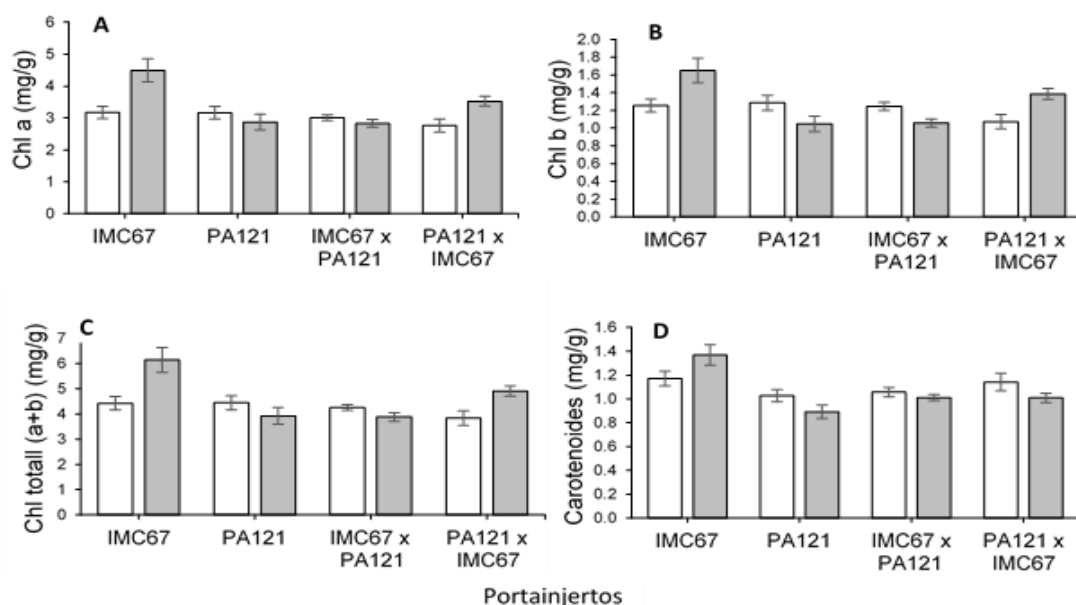 A
Chl a (mg/g)
6
5
4
3
2
1
0
IMC67
PA121
IMC67 x
PA121
PA121 x
IMC67
B
Chl b (mg/g)
2.0
1.8
1.6
1.4
1.2
1.0
0.8
0.6
0.4
0.2
0.0
IMC67
PA121
IMC67 x
PA121
PA121 x
IMC67
C
Chl totall (a+b) (mg/g)
7
6
5
4
3
2
1
0
IMC67
PA121
IMC67 x
PA121
PA121 x
IMC67
D
Carotenoides (mg/g)
1.6
1.4
1.2
1.0
0.8
0.6
0.4
0.2
0.0
IMC67
PA121
IMC67 x
PA121
PA121 x
IMC67
Portainjertos